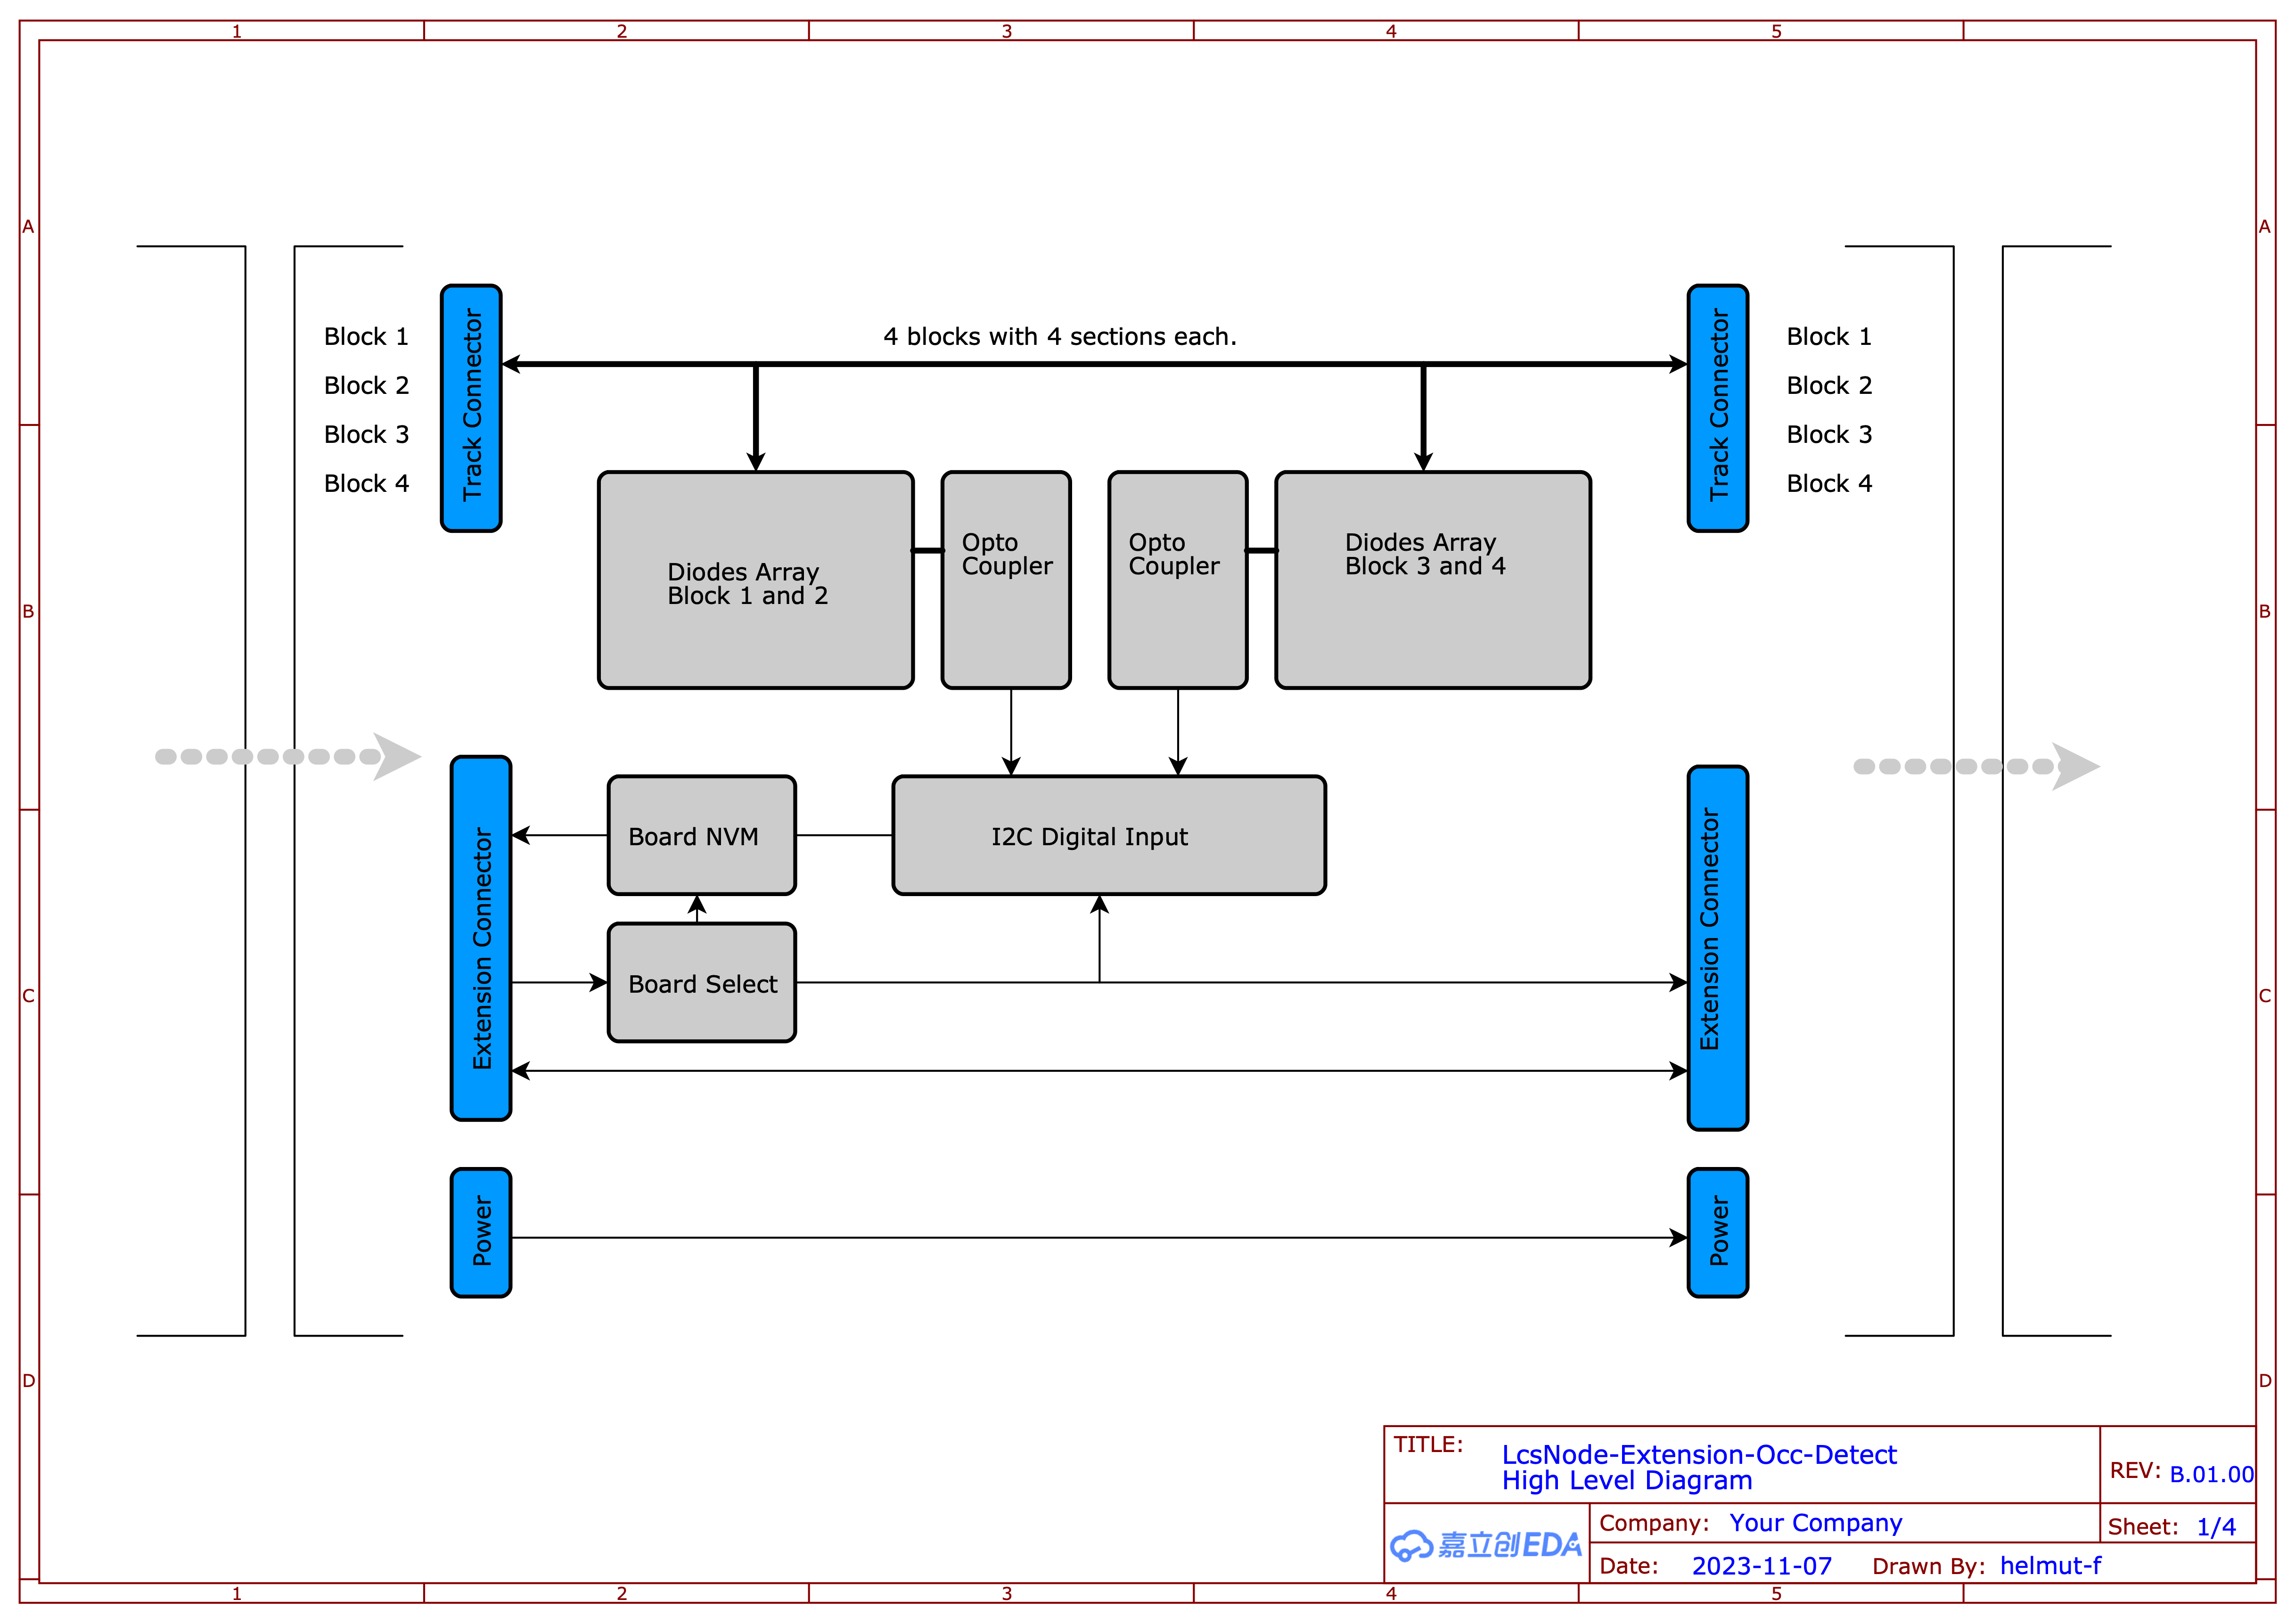 1 2 3 4 5
A A
Block 1
Block 2
Block 3
Block 4
Track Connector
4 blocks with 4 sections each.
Track Connector
Block 1
Block 2
Block 3
Block 4
B B
Diodes Array
Block 1 and 2
Opto
Coupler
Opto
Coupler
Diodes Array
Block 3 and 4
Extension Connector
Board NVM
I2C Digital Input
Board Select
Extension Connector
C C
Power
Power
D D
TITLE:
LcsNode-Extension-Occ-Detect
High Level Diagram
REV: B.01.00
嘉立创EDA
Company: Your Company
Sheet: 1/4
Date: 2023-11-07 Drawn By: helmut-f
1 2 3 4 5